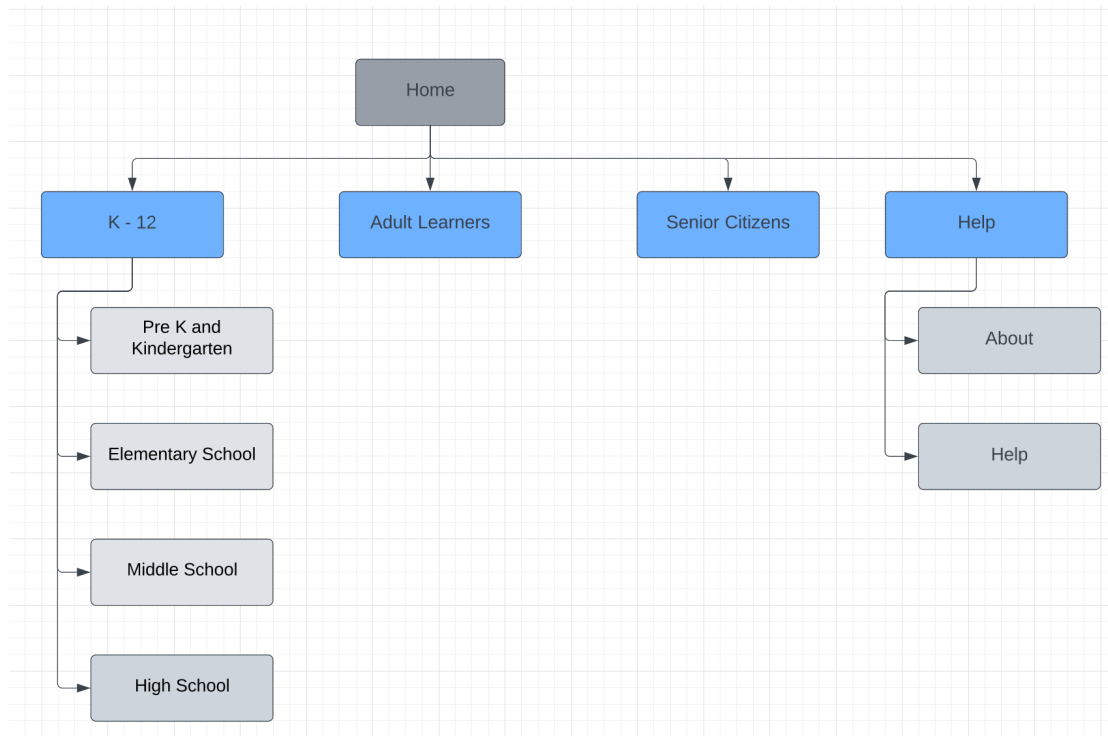 Home
K - 12
Adult Learners
Senior Citizens
Help
Pre K and
Kindergarten
About
Elementary School
Help
Middle School
High School